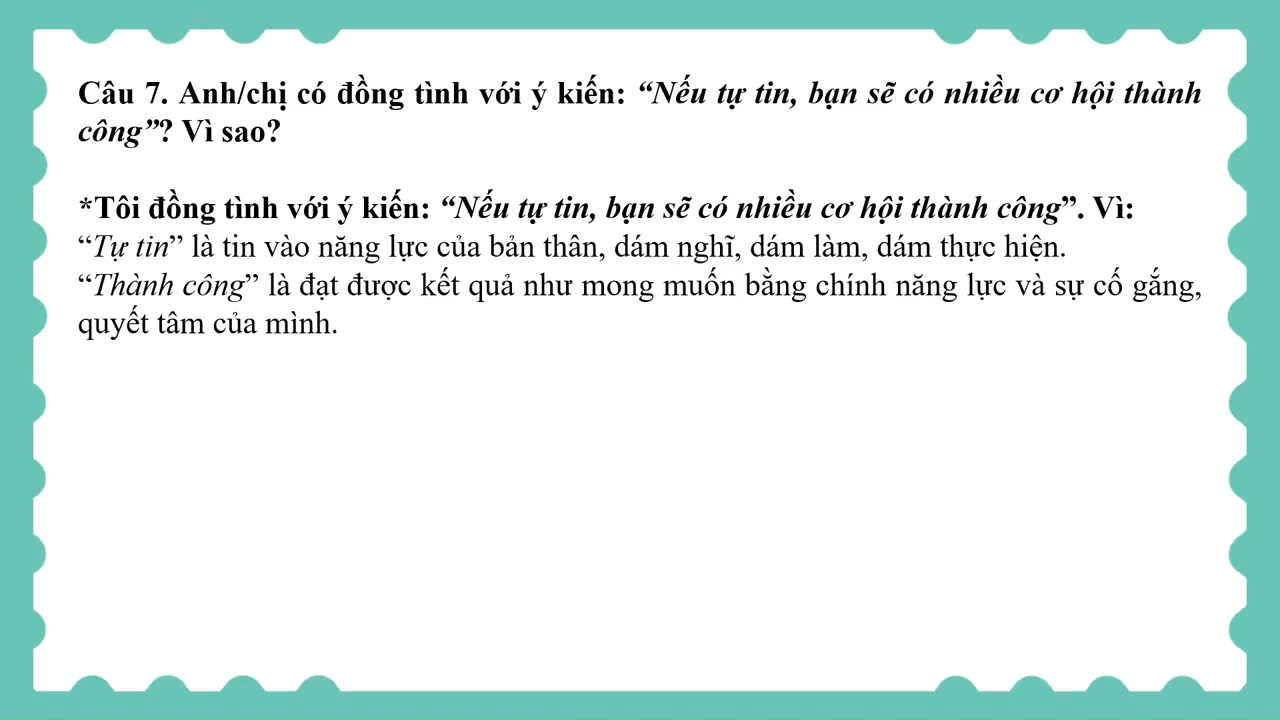 Câu 7. Anh/chị có đồng tình với ý kiến: “Nếu tự tin, bạn sẽ có nhiều cơ hội thành
công”? Vì sao?
*Tôi đồng tình với ý kiến: “Nếu tự tin, bạn sẽ có nhiều cơ hội thành công”. Vì:
“Tự tin” là tin vào năng lực của bản thân, dám nghĩ, dám làm, dám thực hiện.
“Thành công” là đạt được kết quả như mong muốn bằng chính năng lực và sự cố gắng,
quyết tâm của mình.